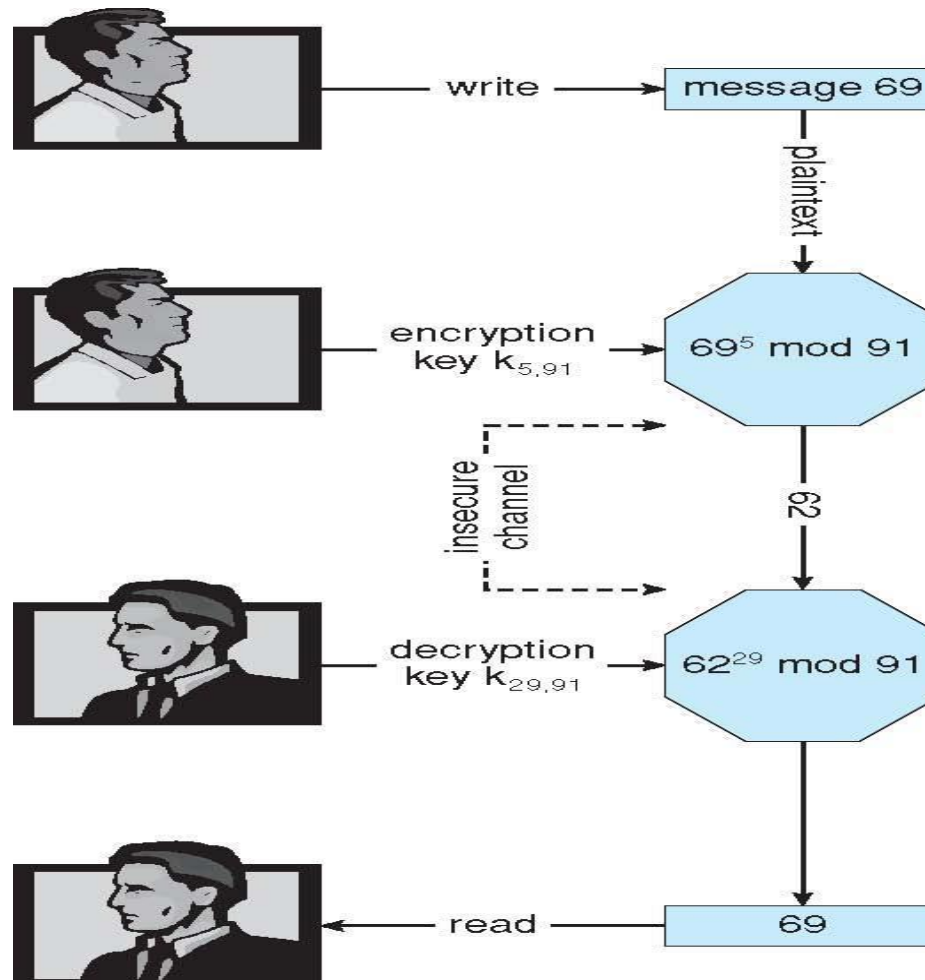 write
message 69
plaintext
encryption
key k₅,₉₁
69⁵ mod 91
insecure
channel
62
decryption
key k₂₉,₉₁
62²⁹ mod 91
read
69